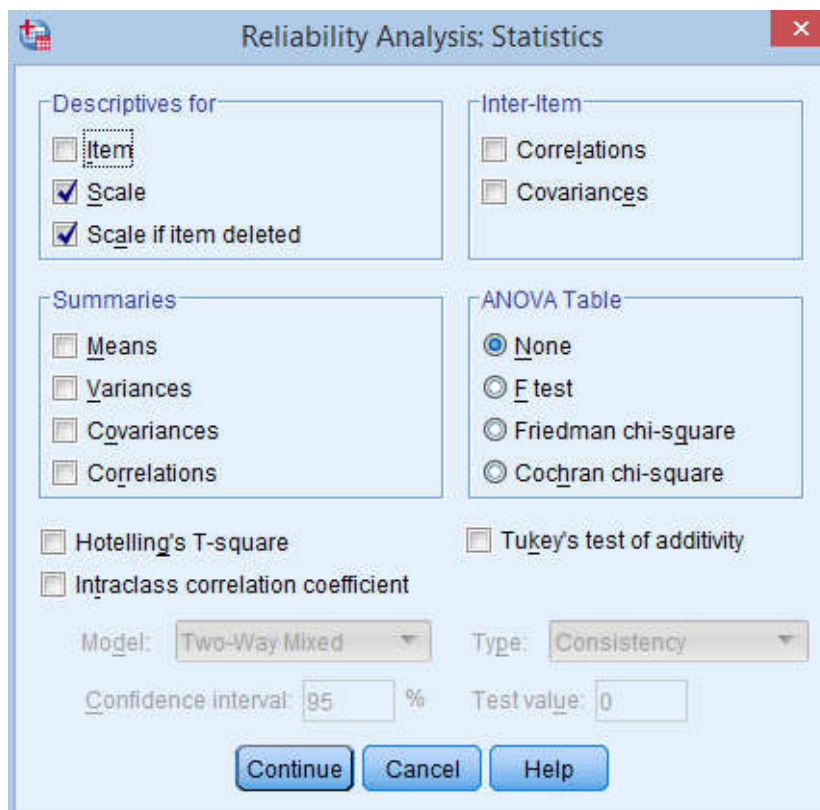 Reliability Analysis: Statistics
Descriptives for
Item
Scale
Scale if item deleted
Inter-Item
Correlations
Covariances
Summaries
Means
Variances
Covariances
Correlations
ANOVA Table
None
F test
Friedman chi-square
Cochran chi-square
Hotelling's T-square
Tukey's test of additivity
Intraclass correlation coefficient
Model: Two-Way Mixed
Type: Consistency
Confidence interval: 95 %
Test value: 0
Continue
Cancel
Help